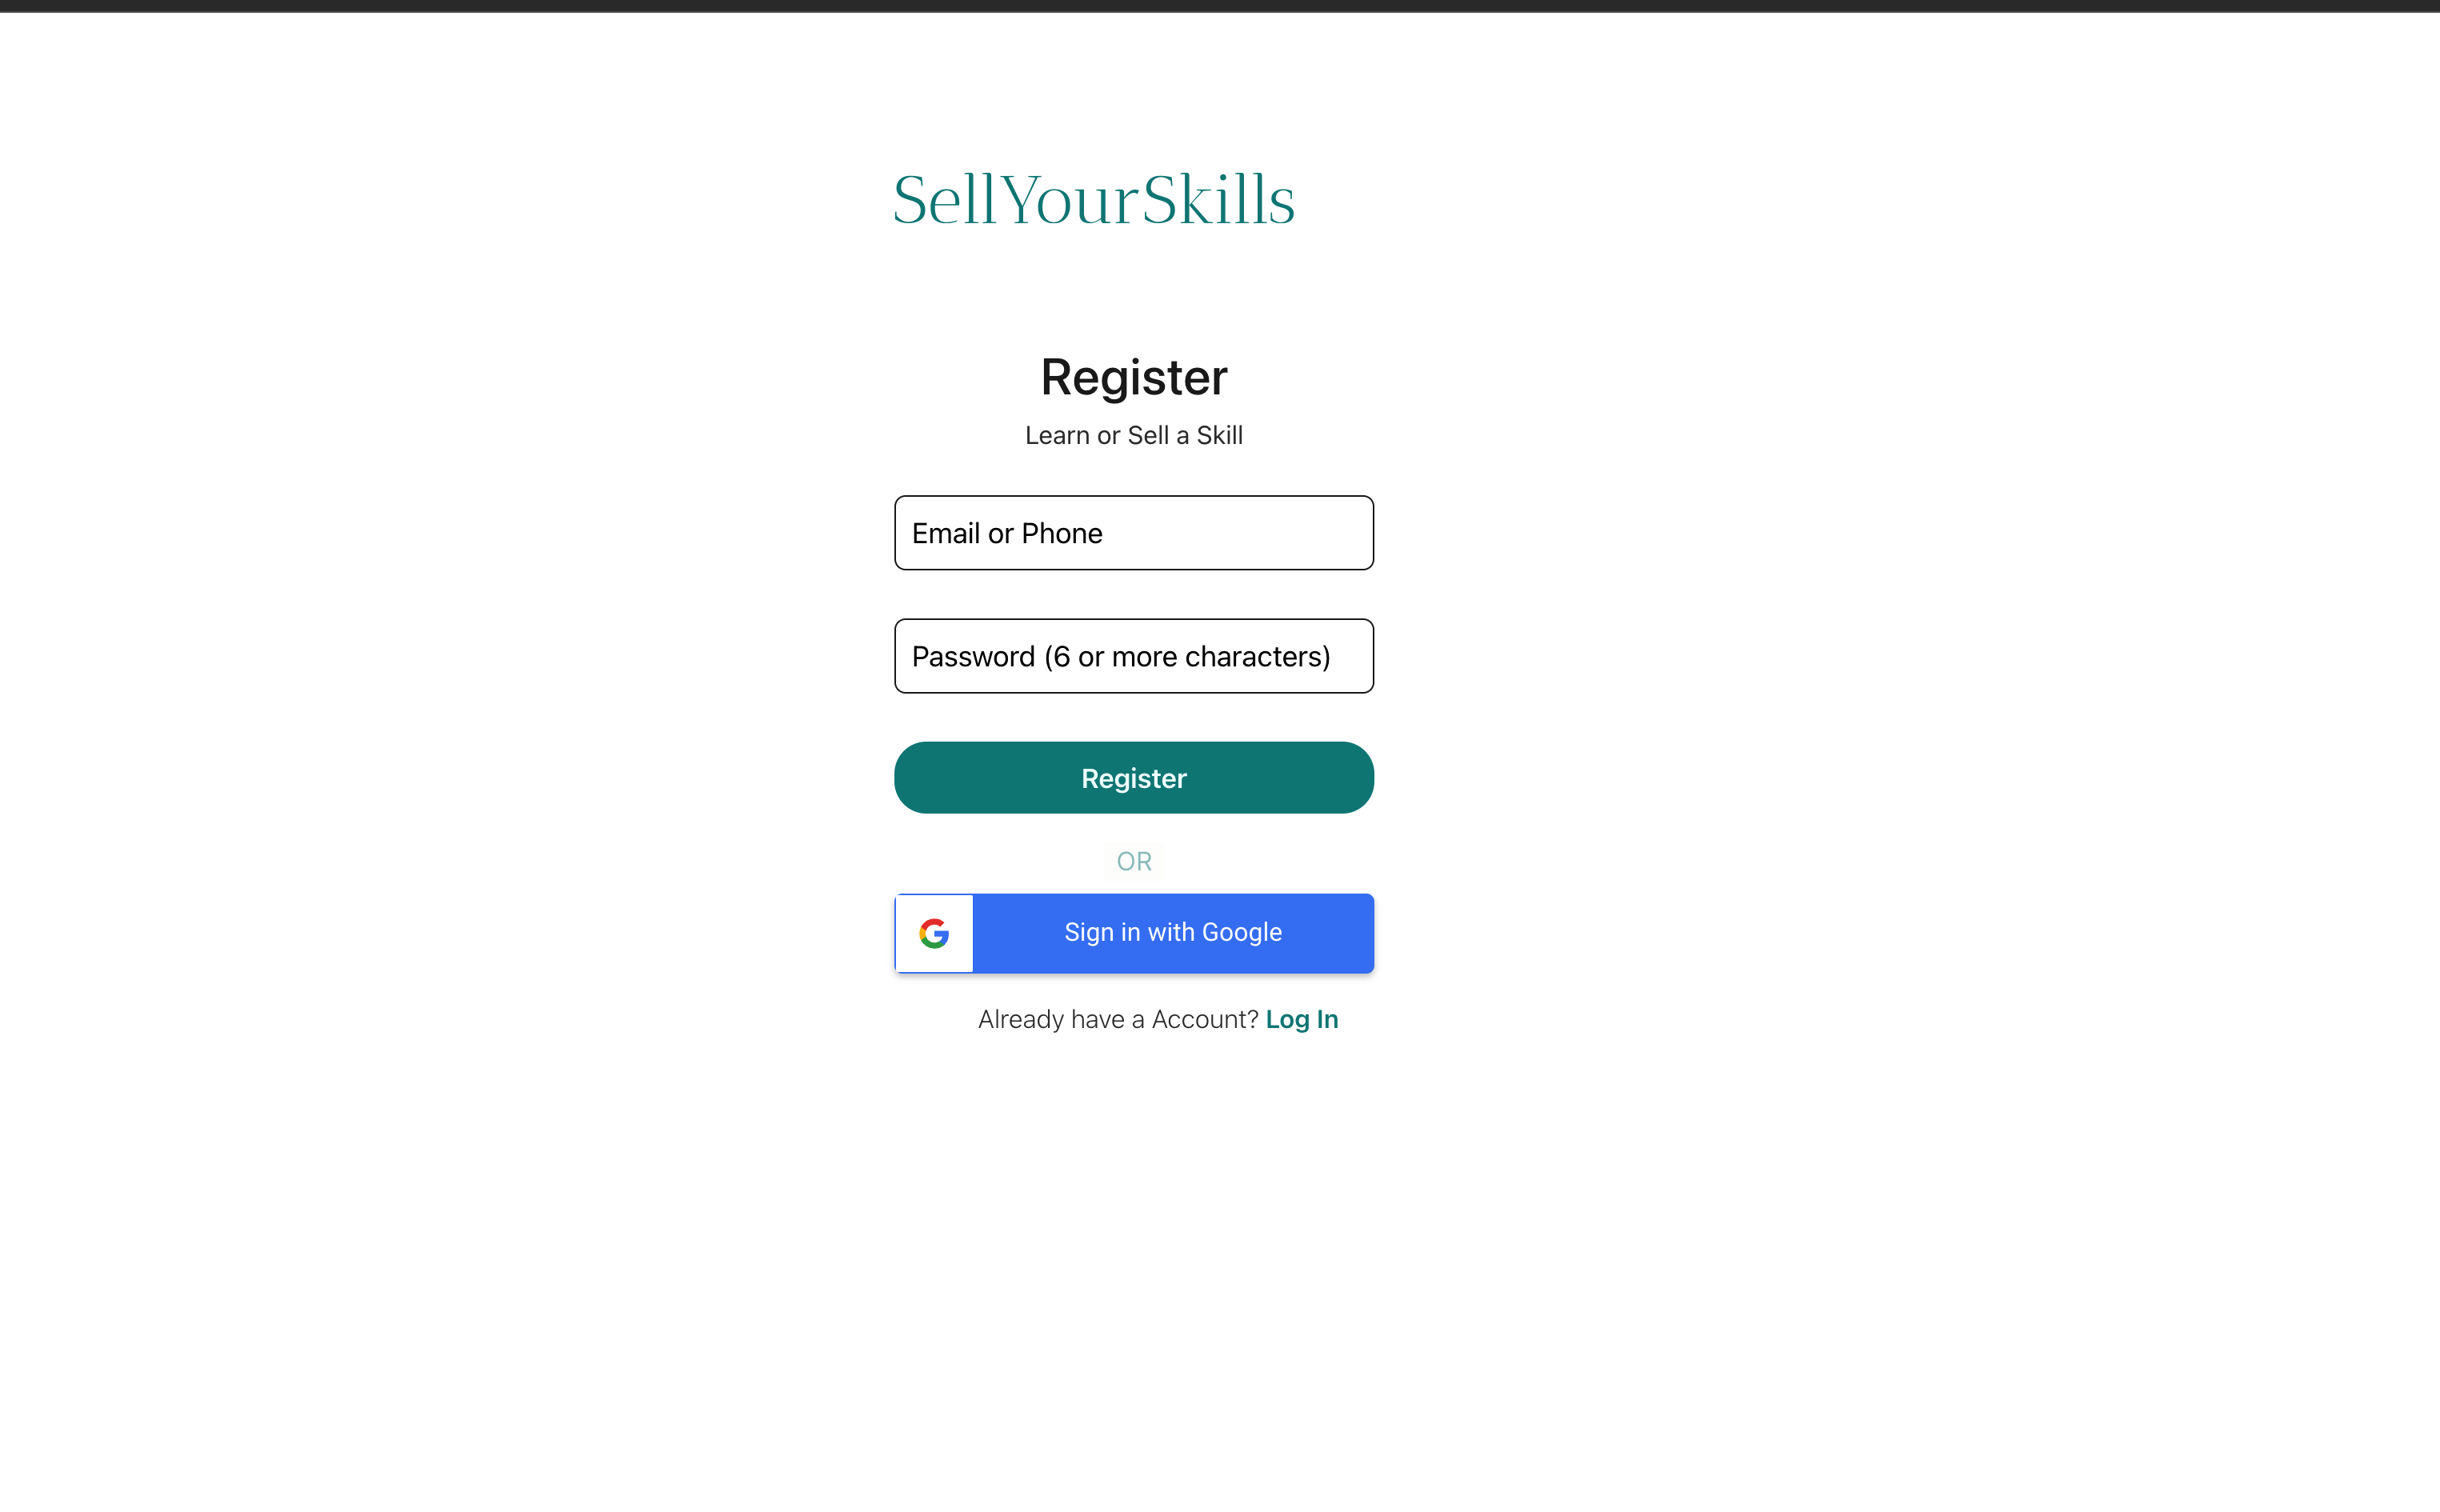 SellYourSkills
Register
Learn or Sell a Skill
Email or Phone
Password (6 or more characters)
Register
OR
Sign in with Google
Already have a Account? Log In